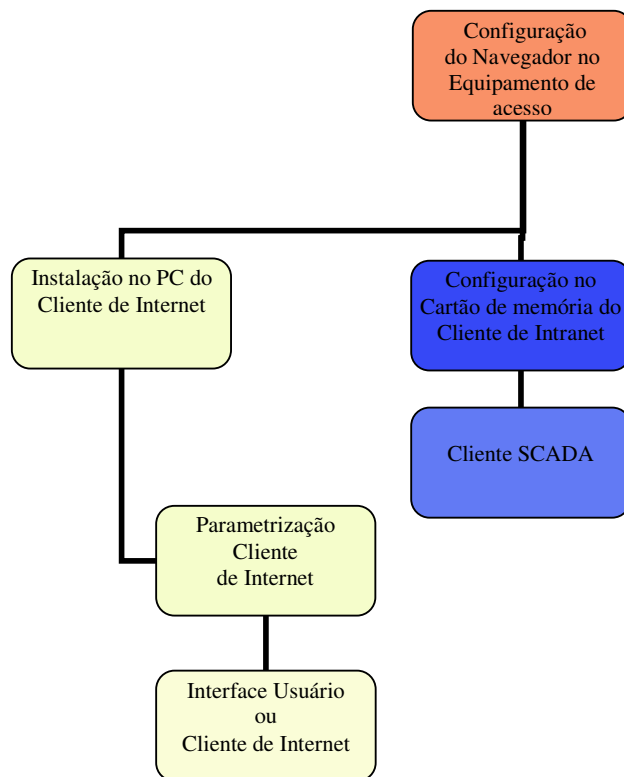 Configuração
do Navegador no
Equipamento de
acesso
Instalação no PC do
Cliente de Internet
Configuração no
Cartão de memória do
Cliente de Intranet
Cliente SCADA
Parametrização
Cliente
de Internet
Interface Usuário
ou
Cliente de Internet